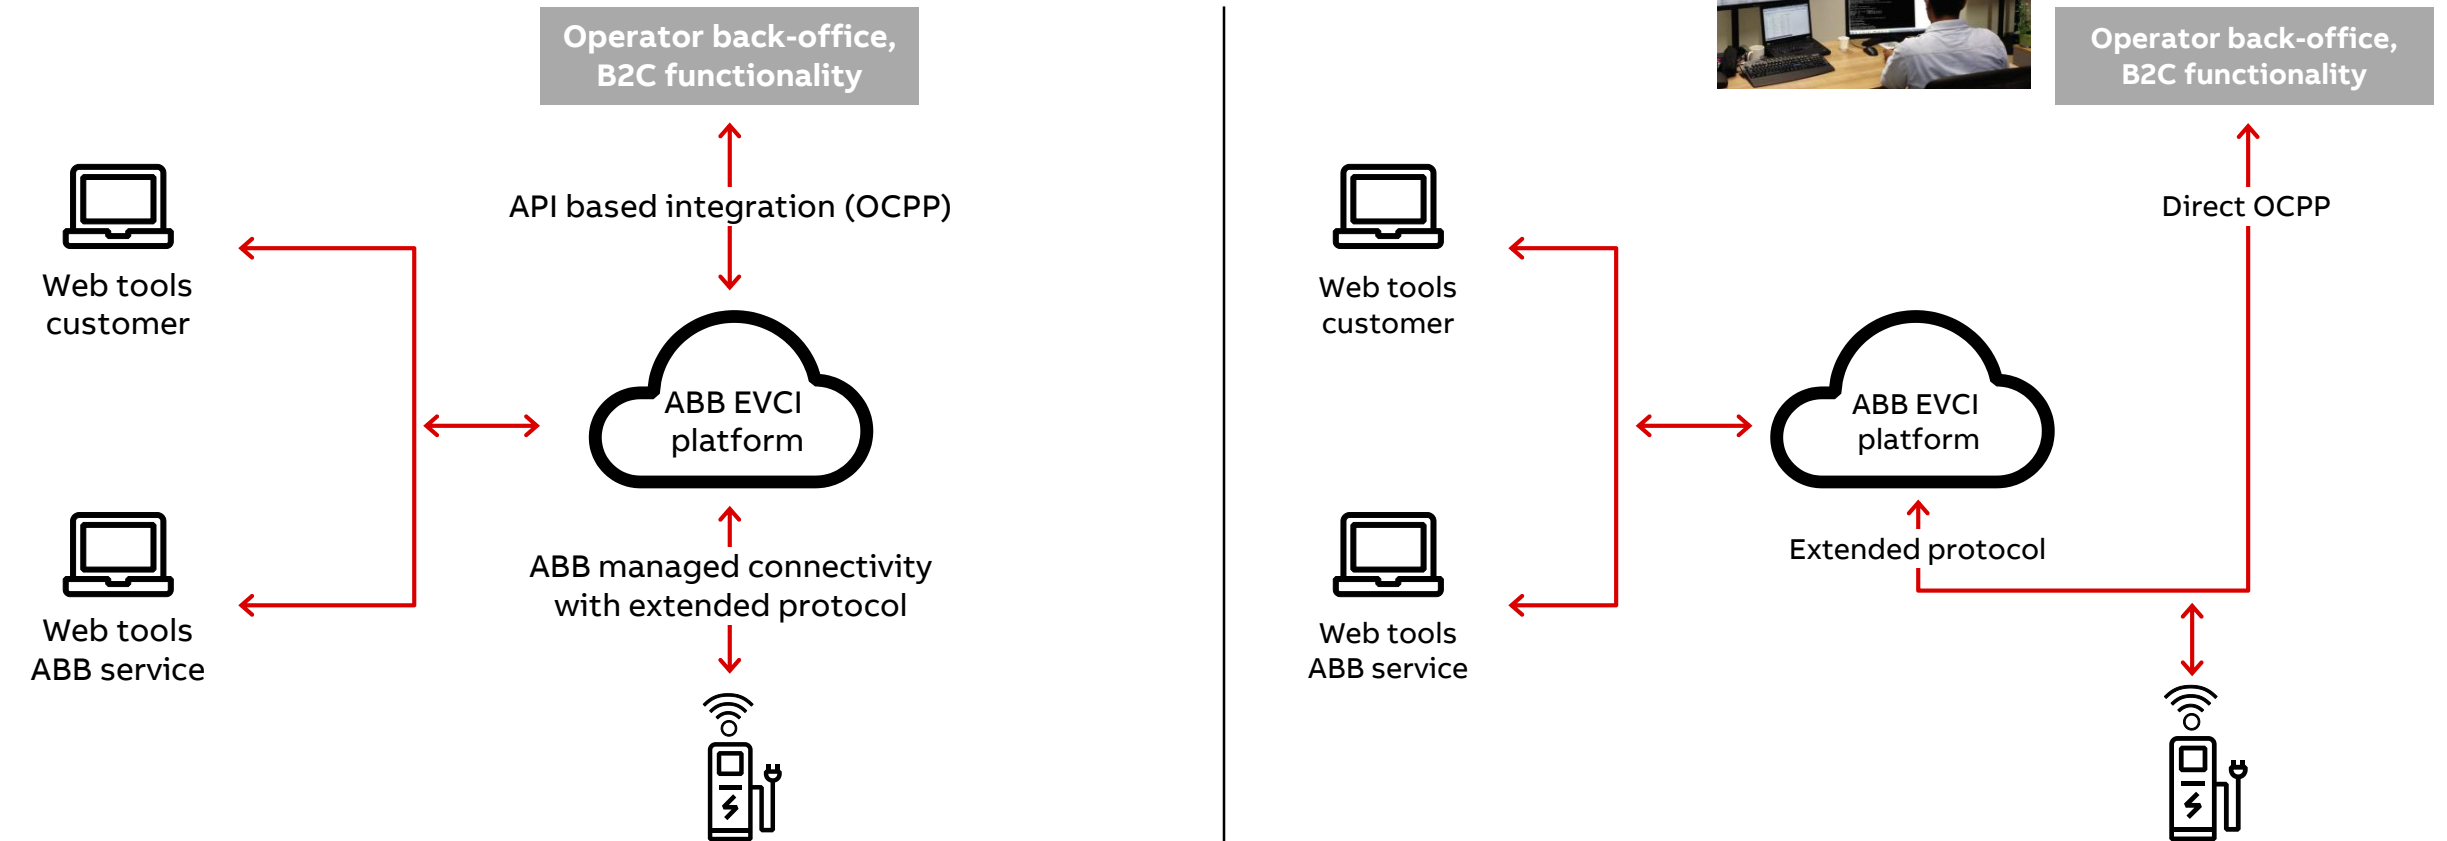 Operator back-office,
B2C functionality
API based integration (OCPP)
Web tools
customer
ABB EVCI
platform
ABB managed connectivity
with extended protocol
Web tools
ABB service
Operator back-office,
B2C functionality
Direct OCPP
Web tools
customer
ABB EVCI
platform
Extended protocol
Web tools
ABB service